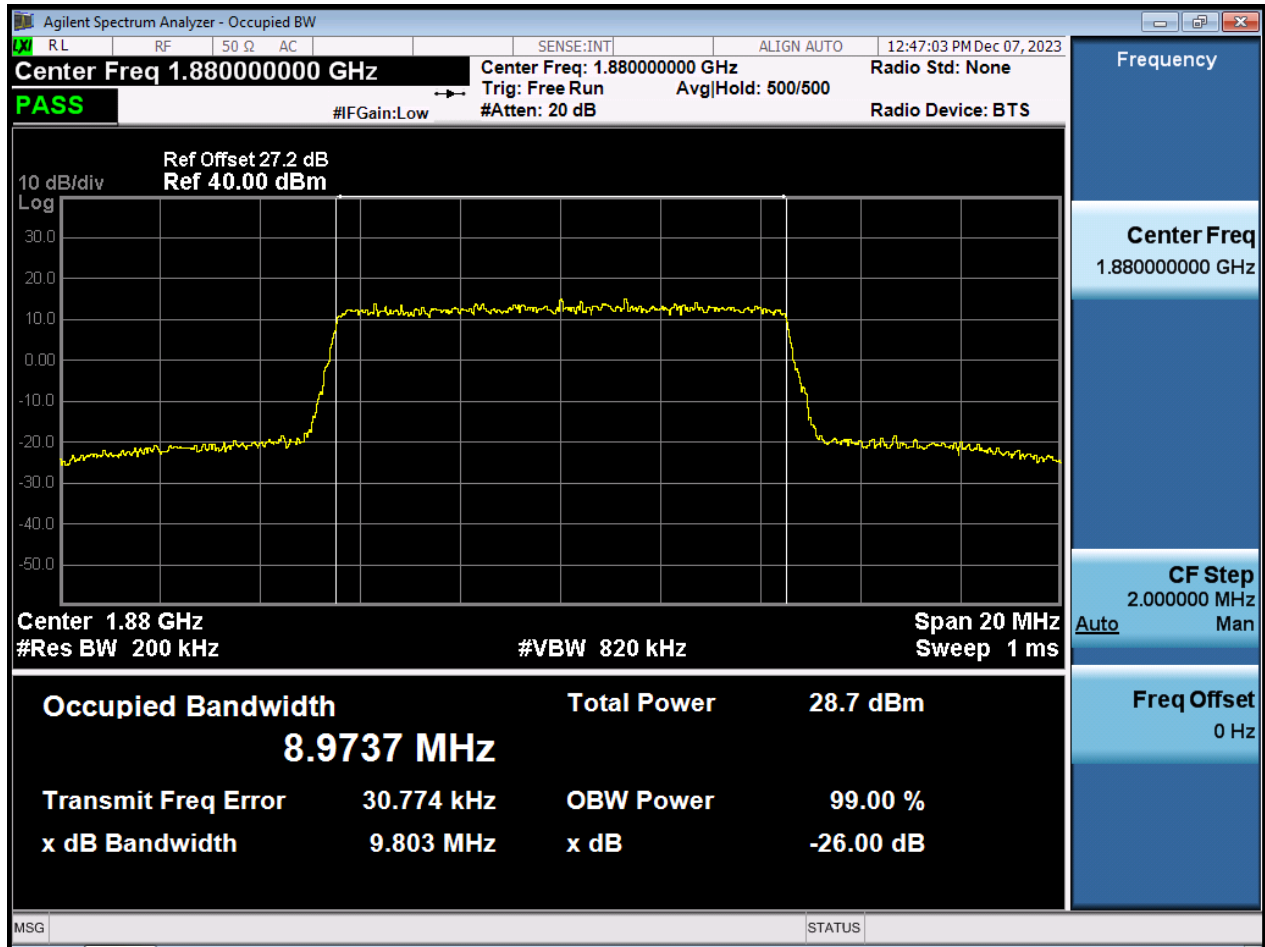 Agilent Spectrum Analyzer - Occupied BW
LXI RL RF 50 Ω AC SENSE:INT ALIGN AUTO 12:47:03 PM Dec 07, 2023
Center Freq 1.880000000 GHz
Center Freq: 1.880000000 GHz
Radio Std: None
PASS
Trig: Free Run
Avg|Hold: 500/500
#IFGain:Low
#Atten: 20 dB
Radio Device: BTS
Ref Offset 27.2 dB
10 dB/div Ref 40.00 dBm
Log
30.0
20.0
10.0
0.00
-10.0
-20.0
-30.0
-40.0
-50.0
Center 1.88 GHz
Span 20 MHz
#Res BW 200 kHz
#VBW 820 kHz
Sweep 1 ms
Occupied Bandwidth
Total Power 28.7 dBm
8.9737 MHz
Transmit Freq Error 30.774 kHz
OBW Power 99.00 %
x dB Bandwidth 9.803 MHz
x dB -26.00 dB
MSG
STATUS
Frequency
Center Freq
1.880000000 GHz
CF Step
2.000000 MHz
Auto Man
Freq Offset
0 Hz